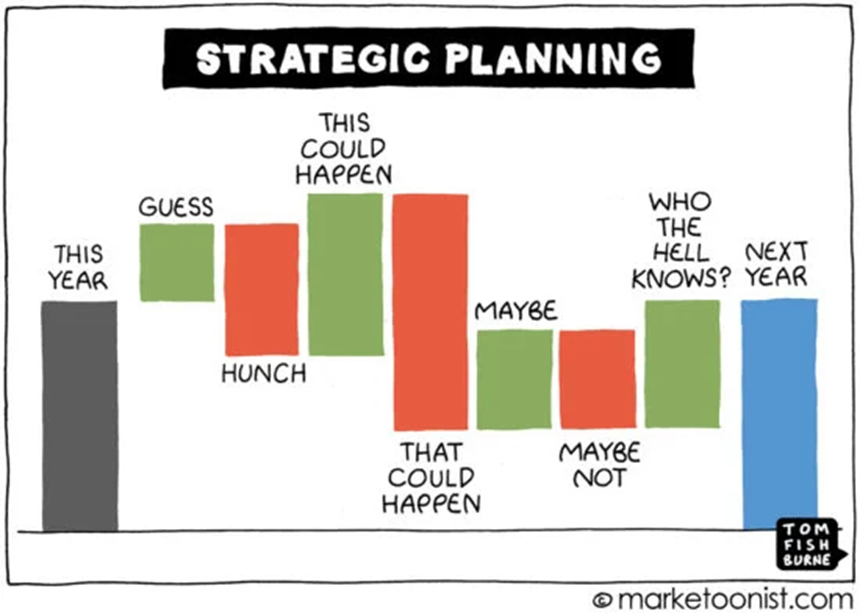 STRATEGIC PLANNING
THIS
YEAR
GUESS
HUNCH
THIS
COULD
HAPPEN
THAT
COULD
HAPPEN
MAYBE
MAYBE
NOT
WHO
THE
HELL
KNOWS?
NEXT
YEAR
TOM
FISH
BURNE
© marketoonist.com